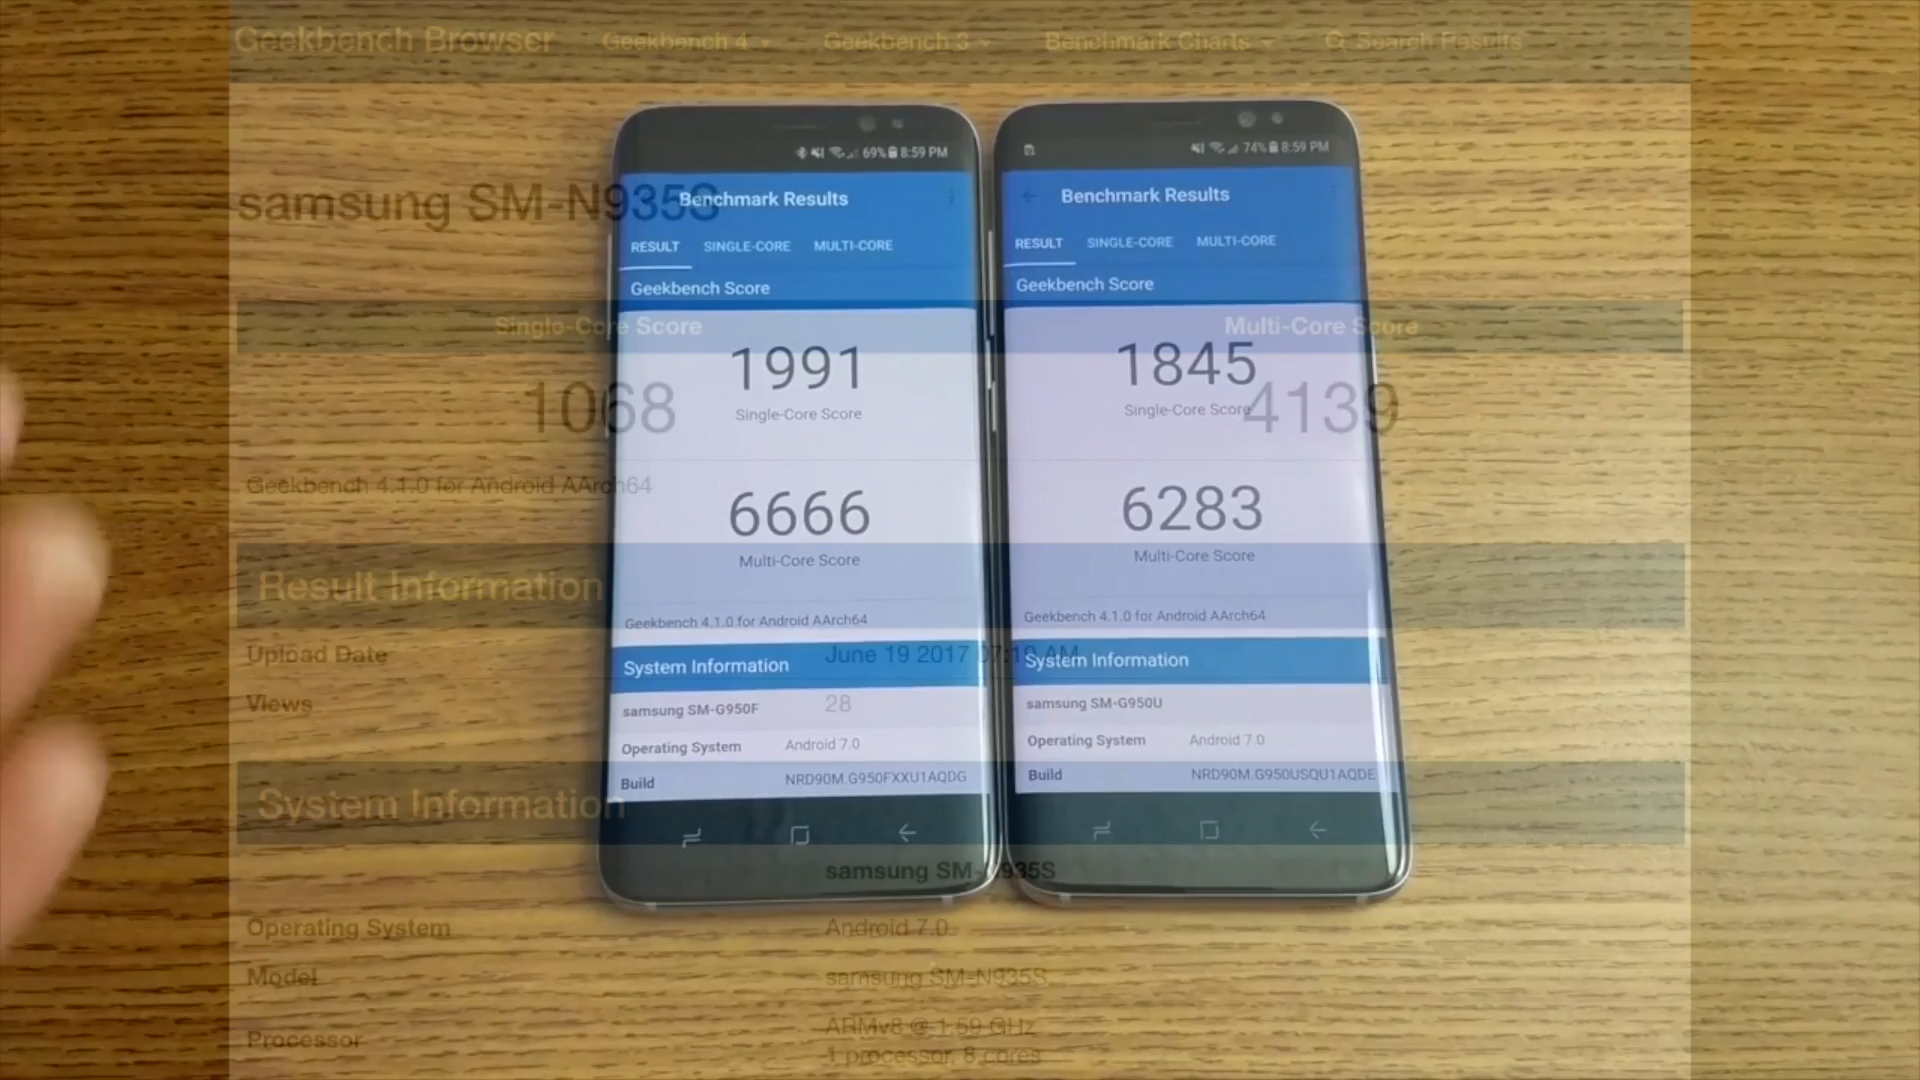 Geekbench Browser Geekbench 4 Geekbench 3 Benchmark Charts Search Results
samsung SM-N935S
Single-Core Score Multi-Core Score
1068 4139
Geekbench 4.1.0 for Android AArch64
Result Information
Upload Date June 19 2017 07:10 AM
Views 28
System Information
samsung SM-N935S
Operating System Android 7.0
Model samsung SM-N935S
Processor ARMv8 @ 1.59 GHz
1 processor, 8 cores
69% 8:59 PM
Benchmark Results
RESULT SINGLE-CORE MULTI-CORE
Geekbench Score
1991
Single-Core Score
6666
Multi-Core Score
Geekbench 4.1.0 for Android AArch64
System Information
samsung SM-G950F
Operating System Android 7.0
Build NRD90M.G950FXXU1AQDG
74% 8:59 PM
Benchmark Results
RESULT SINGLE-CORE MULTI-CORE
Geekbench Score
1845
Single-Core Score
6283
Multi-Core Score
Geekbench 4.1.0 for Android AArch64
System Information
samsung SM-G950U
Operating System Android 7.0
Build NRD90M.G950USQU1AQDE